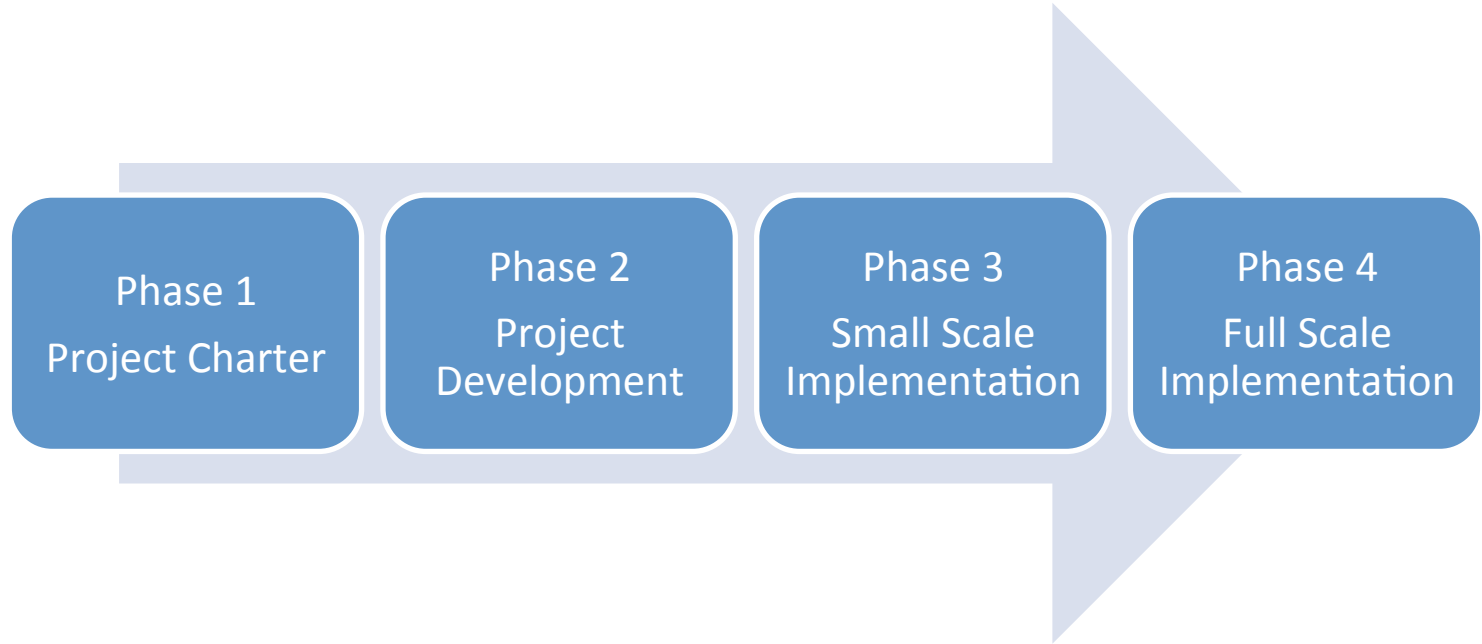 Phase 1
Project Charter
Phase 2
Project
Development
Phase 3
Small Scale
Implementation
Phase 4
Full Scale
Implementation